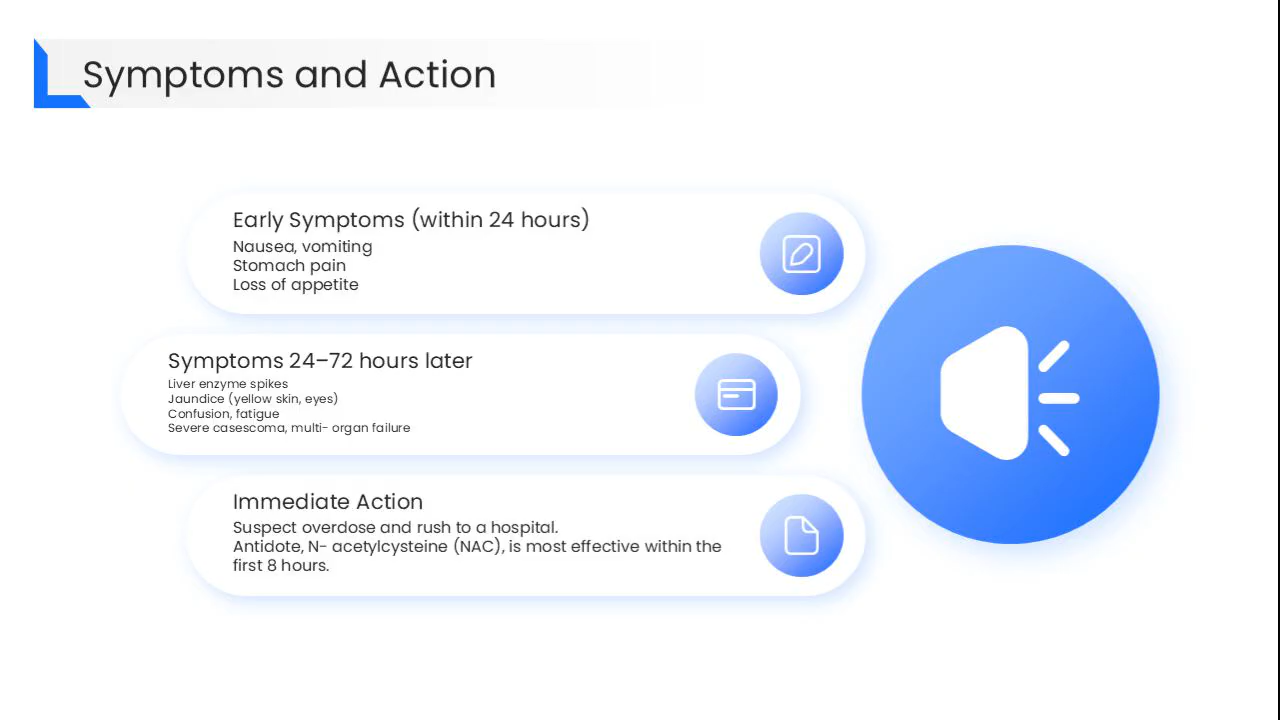 Symptoms and Action
Early Symptoms (within 24 hours)
Nausea, vomiting
Stomach pain
Loss of appetite
Symptoms 24–72 hours later
Liver enzyme spikes
Jaundice (yellow skin, eyes)
Confusion, fatigue
Severe casescoma, multi- organ failure
Immediate Action
Suspect overdose and rush to a hospital.
Antidote, N- acetylcysteine (NAC), is most effective within the
first 8 hours.